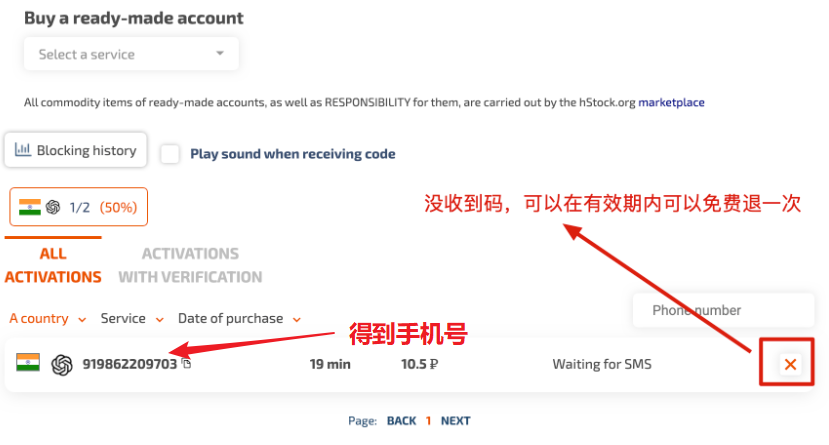 Buy a ready-made account
Select a service
All commodity items of ready-made accounts, as well as RESPONSIBILITY for them, are carried out by the hStock.org marketplace
Blocking history
Play sound when receiving code
1/2 (50%)
没收到码，可以在有效期内可以免费退一次
ALL
ACTIVATIONS
ACTIVATIONS
WITH VERIFICATION
A country Service Date of purchase
Phone number
得到手机号
919862209703 19 min 10.5 ₽ Waiting for SMS
Page: BACK 1 NEXT